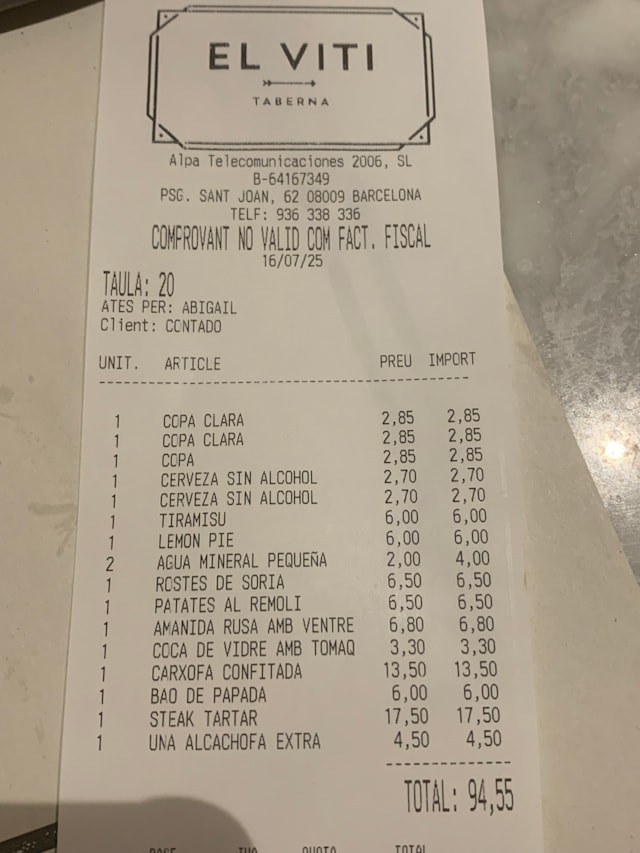 EL VITI
TABERNA
Alpa Telecomunicaciones 2006, SL
B-64167349
PSG. SANT JOAN, 62 08009 BARCELONA
TELF: 936 338 336
COMPROVANT NO VALID COM FACT. FISCAL
16/07/25
TAULA: 20
ATES PER: ABIGAIL
Client: CONTADO
UNIT. ARTICLE PREU IMPORT
1 COPA CLARA 2,85 2,85
1 COPA CLARA 2,85 2,85
1 COPA 2,85 2,85
1 CERVEZA SIN ALCOHOL 2,70 2,70
1 CERVEZA SIN ALCOHOL 2,70 2,70
1 TIRAMISU 6,00 6,00
1 LEMON PIE 6,00 6,00
2 AGUA MINERAL PEQUEÑA 2,00 4,00
1 ROSTES DE SORIA 6,50 6,50
1 PATATES AL REMOLI 6,50 6,50
1 AMANIDA RUSA AMB VENTRE 6,80 6,80
1 COCA DE VIDRE AMB TOMAQ 3,30 3,30
1 CARXOFA CONFITADA 13,50 13,50
1 BAO DE PAPADA 6,00 6,00
1 STEAK TARTAR 17,50 17,50
1 UNA ALCACHOFA EXTRA 4,50 4,50
TOTAL: 94,55
TOTAL